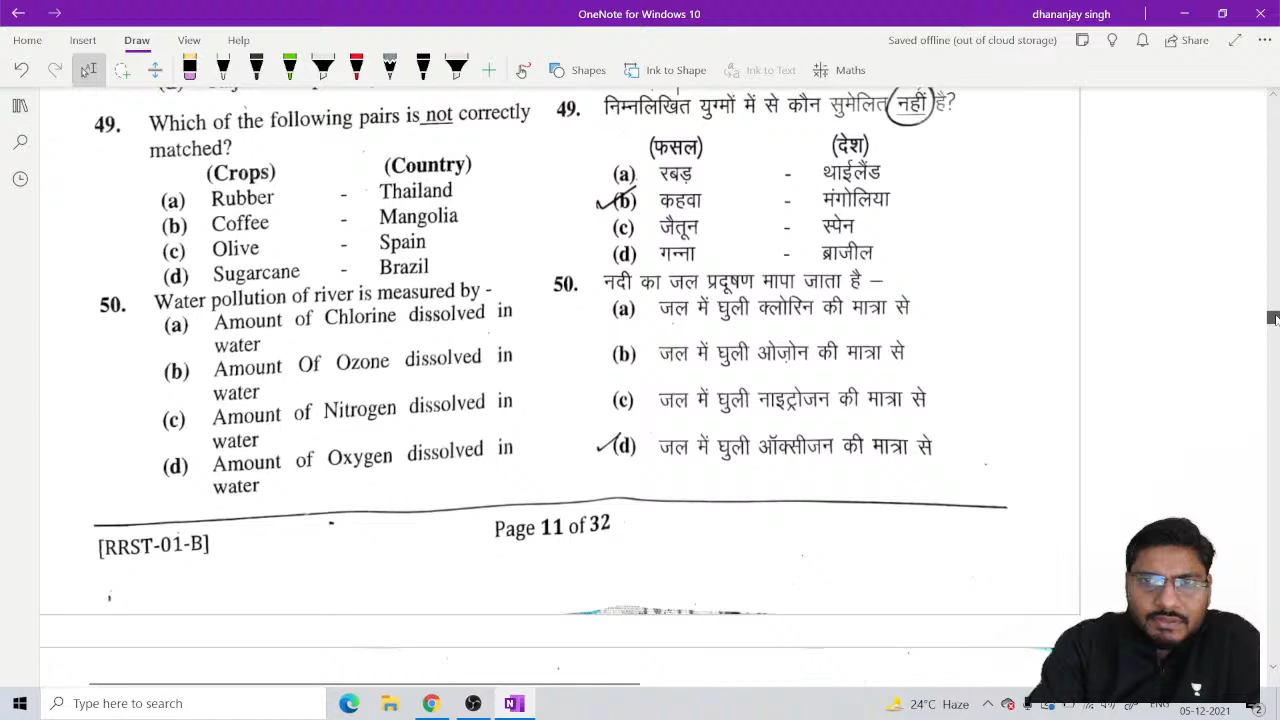 OneNote for Windows 10
dhananjay singh
Home
Insert
Draw
View
Help
Saved offline (out of cloud storage)
Share
Shapes
Ink to Shape
Ink to Text
Maths
49. Which of the following pairs is not correctly
matched?
(Crops) (Country)
(a) Rubber - Thailand
(b) Coffee - Mangolia
(c) Olive - Spain
(d) Sugarcane - Brazil
50. Water pollution of river is measured by -
(a) Amount of Chlorine dissolved in
water
(b) Amount Of Ozone dissolved in
water
(c) Amount of Nitrogen dissolved in
water
(d) Amount of Oxygen dissolved in
water
49. निम्नलिखित युग्मों में से कौन सुमेलित नहीं है?
(फसल) (देश)
(a) रबड़ - थाईलैंड
(b) कहवा - मंगोलिया
(c) जैतून - स्पेन
(d) गन्ना - ब्राजील
50. नदी का जल प्रदूषण मापा जाता है –
(a) जल में घुली क्लोरिन की मात्रा से
(b) जल में घुली ओज़ोन की मात्रा से
(c) जल में घुली नाइट्रोजन की मात्रा से
(d) जल में घुली ऑक्सीजन की मात्रा से
[RRST-01-B]
Page 11 of 32
Type here to search
24°C Haze
05-12-2021